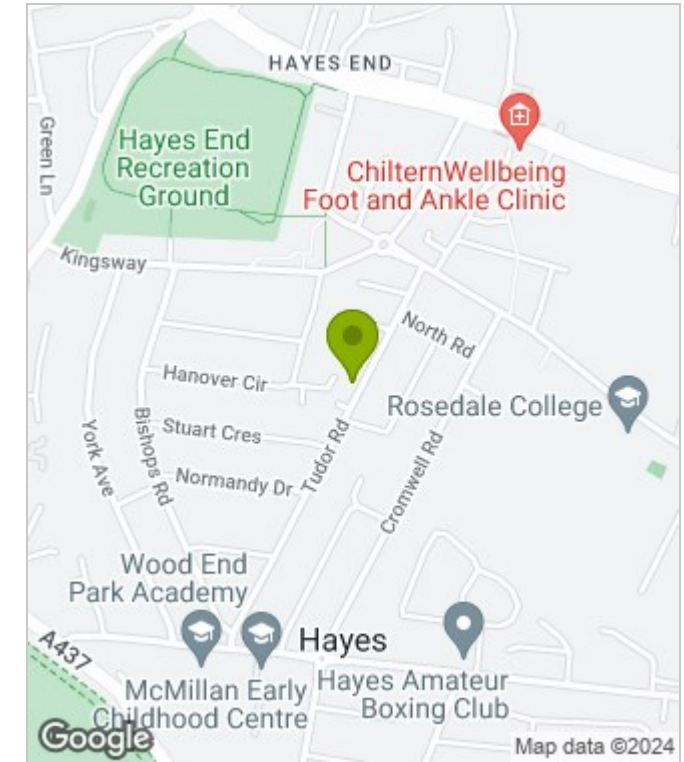 HAYES END
Green Ln
Hayes End
Recreation
Ground
ChilternWellbeing
Foot and Ankle Clinic
Kingsway
North Rd
Hanover Cir
Rosedale College
Stuart Cres
Bishops Rd
York Ave
Tudor Rd
Normandy Dr
Cromwell Rd
Wood End
Park Academy
A437
Hayes
McMillan Early
Childhood Centre
Hayes Amateur
Boxing Club
Google
Map data ©2024